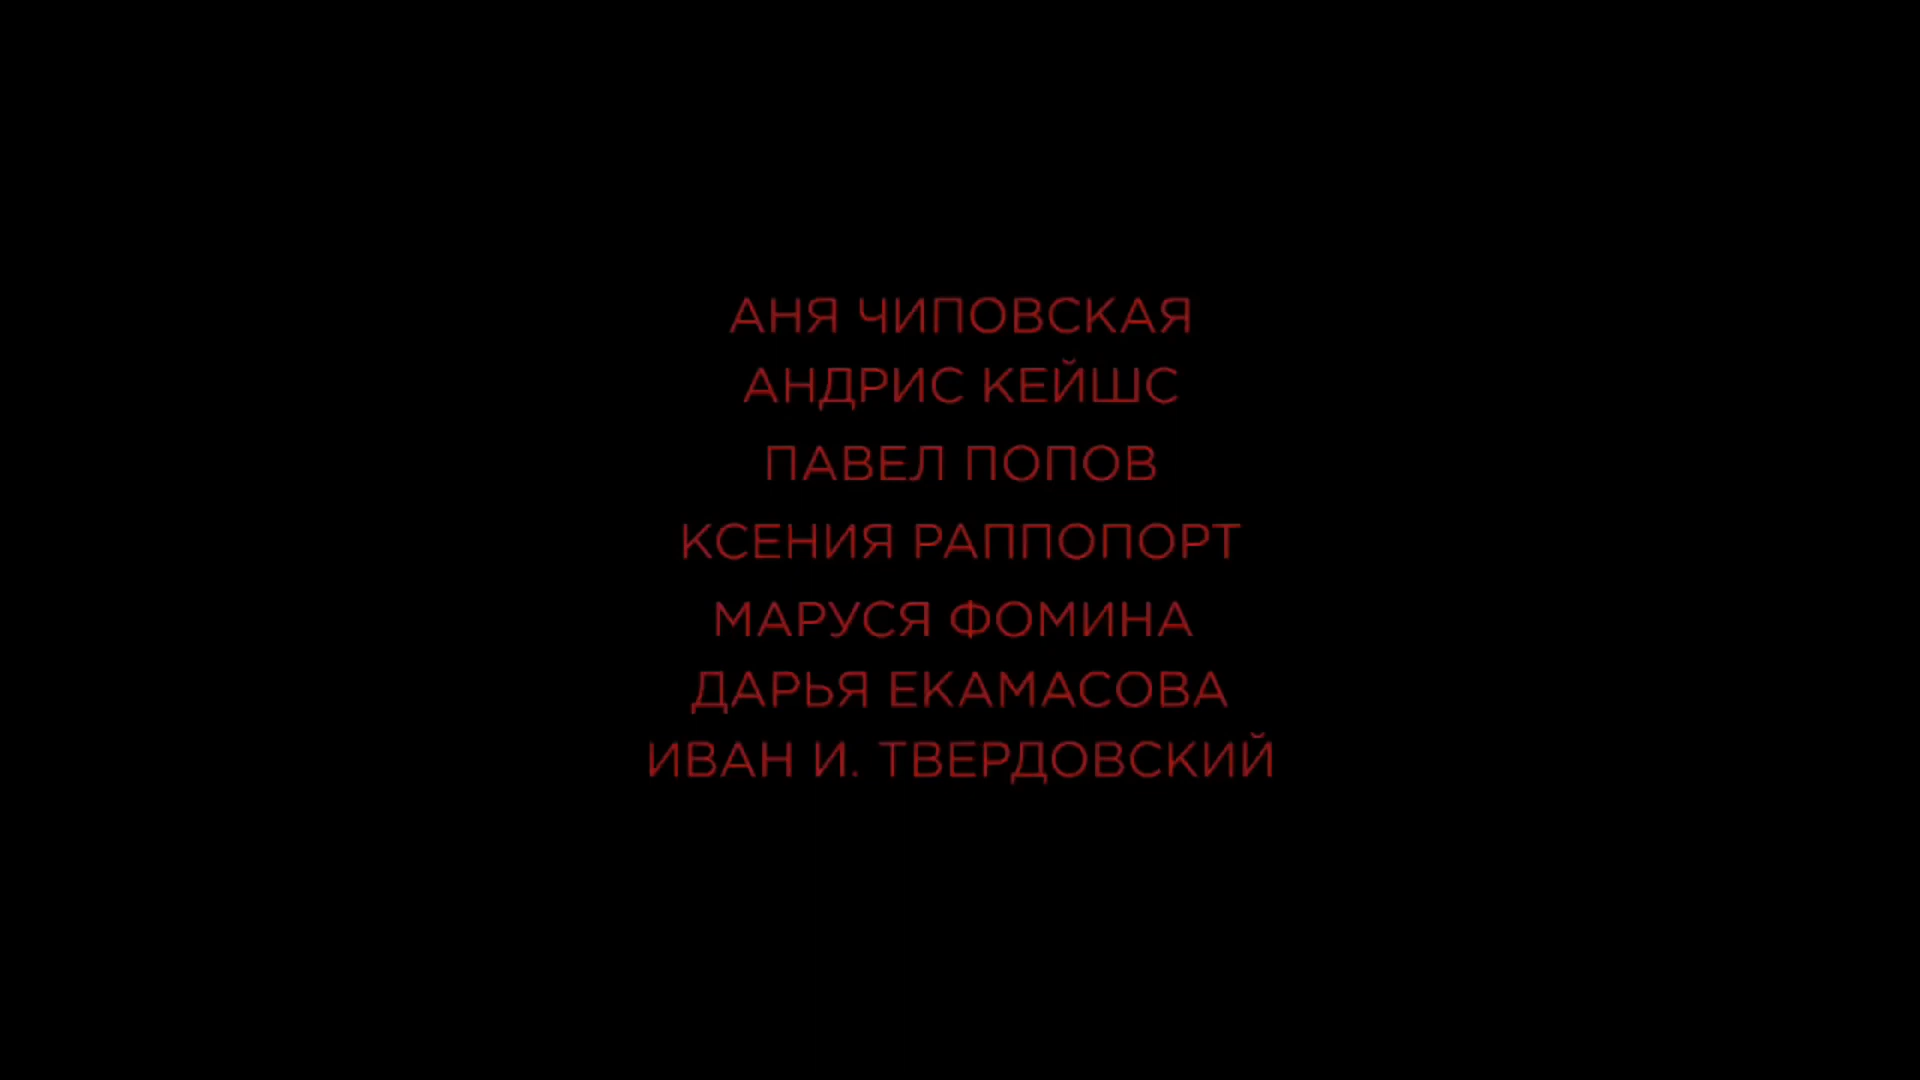 АНЯ ЧИПОВСКАЯ
АНДРИС КЕЙШС
ПАВЕЛ ПОПОВ
КСЕНИЯ РАППОПОРТ
МАРУСЯ ФОМИНА
ДАРЬЯ ЕКАМАСОВА
ИВАН И. ТВЕРДОВСКИЙ